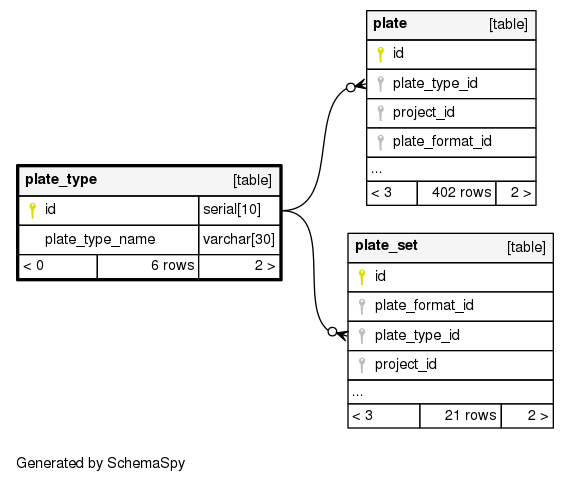 plate [table]
id
plate_type_id
project_id
plate_format_id
...
< 3 402 rows 2 >
plate_type [table]
id serial[10]
plate_type_name varchar[30]
< 0 6 rows 2 >
plate_set [table]
id
plate_format_id
plate_type_id
project_id
...
< 3 21 rows 2 >
Generated by SchemaSpy